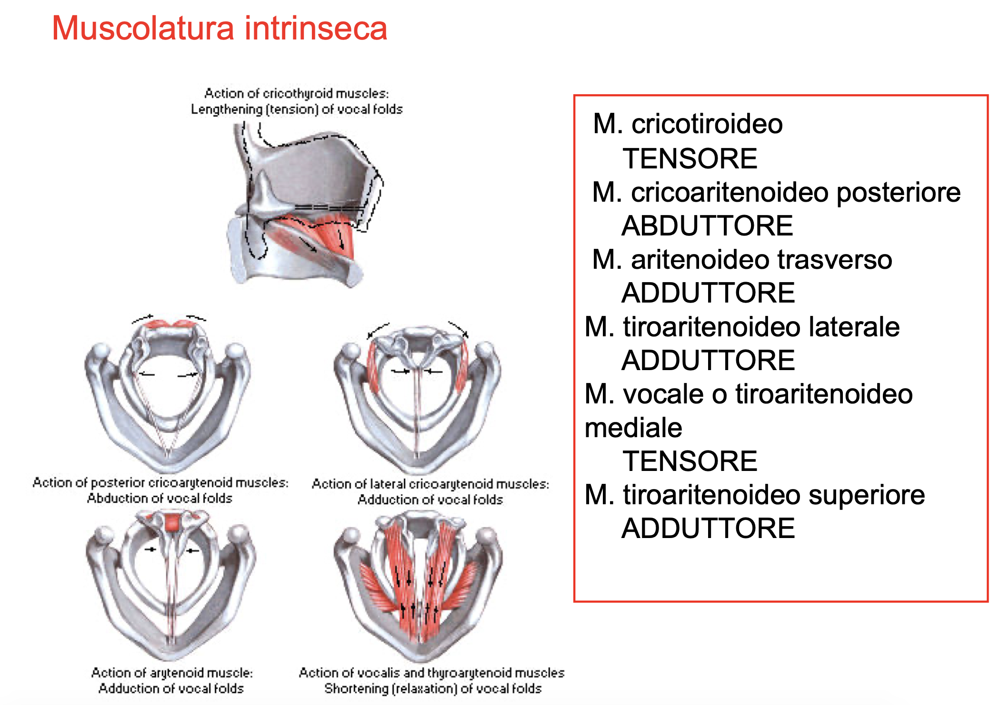 Muscolatura intrinseca
Action of cricothyroid muscles:
Lengthening (tension) of vocal folds
Action of posterior cricoarytenoid muscles:
Abduction of vocal folds
Action of lateral cricoarytenoid muscles:
Adduction of vocal folds
Action of arytenoid muscle:
Adduction of vocal folds
Action of vocalis and thyroarytenoid muscles
Shortening (relaxation) of vocal folds
M. cricotiroideo
TENSORE
M. cricoaritenoideo posteriore
ABDUTTORE
M. aritenoideo trasverso
ADDUTTORE
M. tiroaritenoideo laterale
ADDUTTORE
M. vocale o tiroaritenoideo
mediale
TENSORE
M. tiroaritenoideo superiore
ADDUTTORE